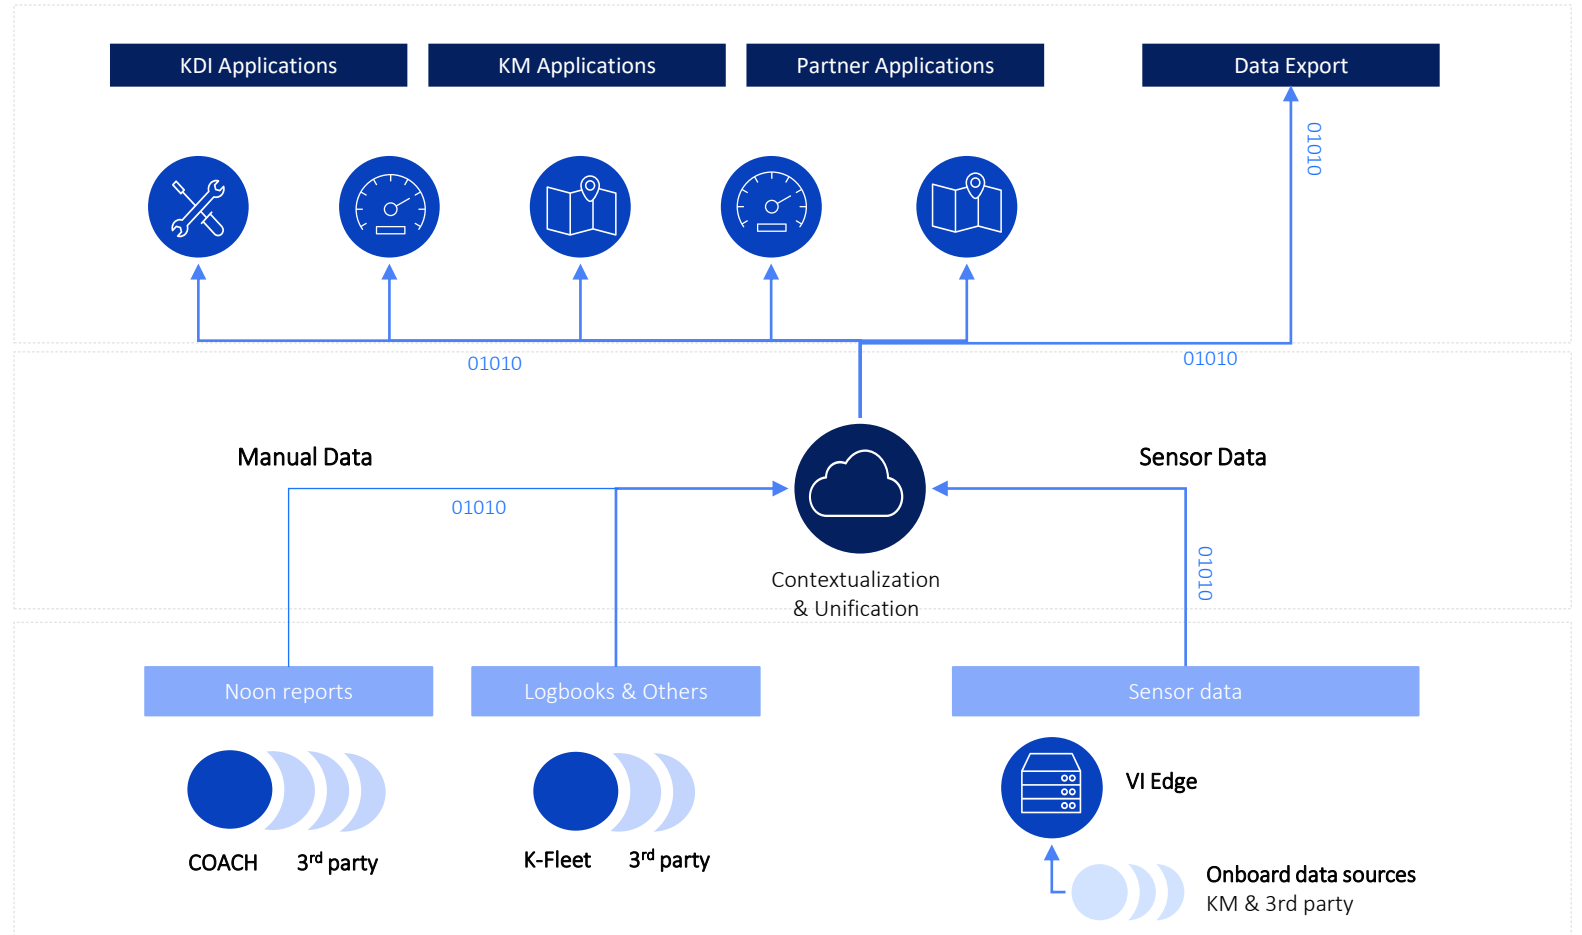 KDI Applications
KM Applications
Partner Applications
Data Export
01010
01010
01010
Manual Data
Sensor Data
01010
01010
Contextualization
& Unification
Noon reports
Logbooks & Others
Sensor data
VI Edge
COACH
3rd party
K-Fleet
3rd party
Onboard data sources
KM & 3rd party